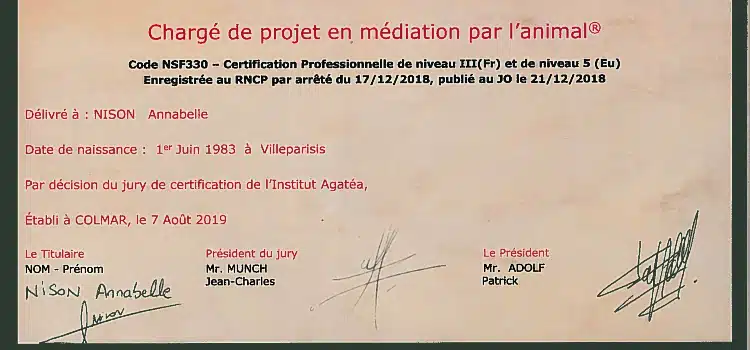 Chargé de projet en médiation par l'animal®
Code NSF330 – Certification Professionnelle de niveau III(Fr) et de niveau 5 (Eu)
Enregistrée au RNCP par arrêté du 17/12/2018, publié au JO le 21/12/2018
Délivré à : NISON Annabelle
Date de naissance : 1er Juin 1983 à Villeparisis
Par décision du jury de certification de l'Institut Agatéa,
Établi à COLMAR, le 7 Août 2019
Le Titulaire
NOM - Prénom
NISON Annabelle
Président du jury
Mr. MUNCH
Jean-Charles
Le Président
Mr. ADOLF
Patrick